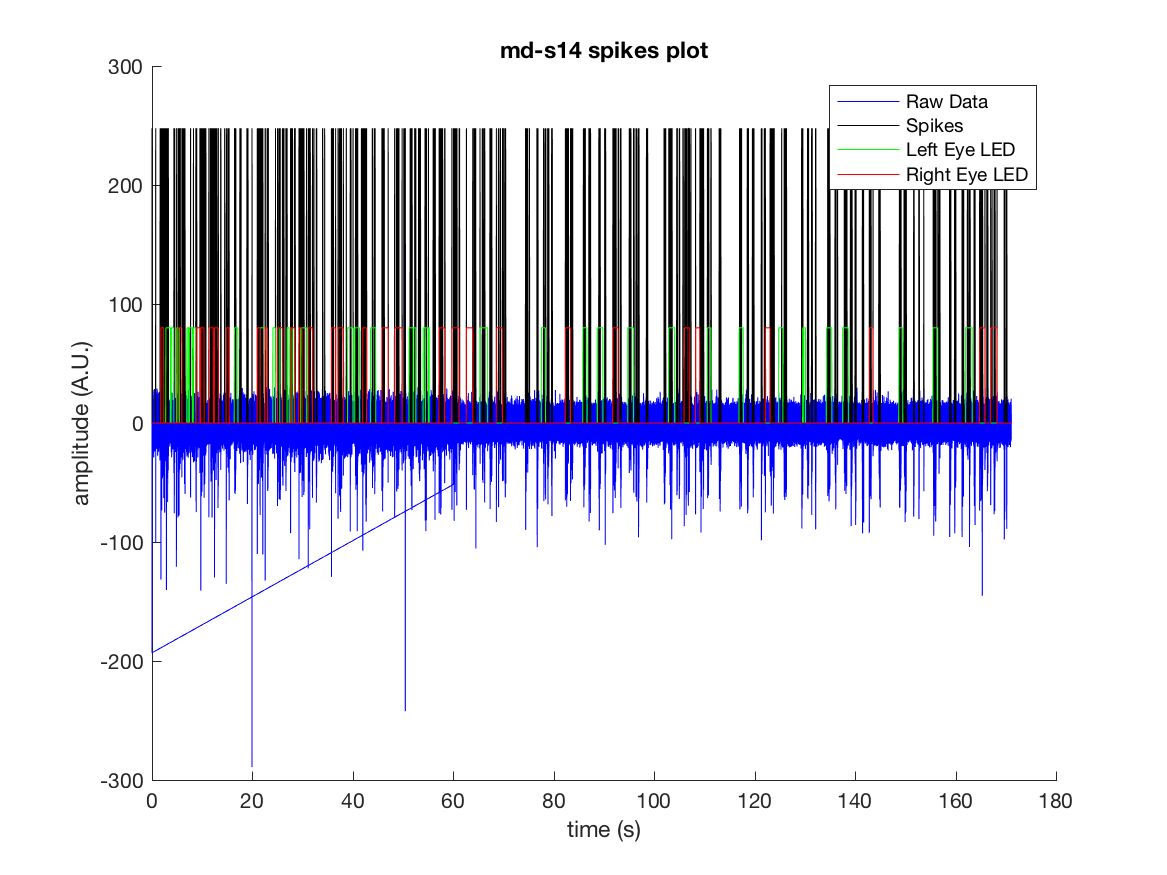 md-s14 spikes plot
300
200
100
0
-100
-200
-300
amplitude (A.U.)
Raw Data
Spikes
Left Eye LED
Right Eye LED
0 20 40 60 80 100 120 140 160 180
time (s)